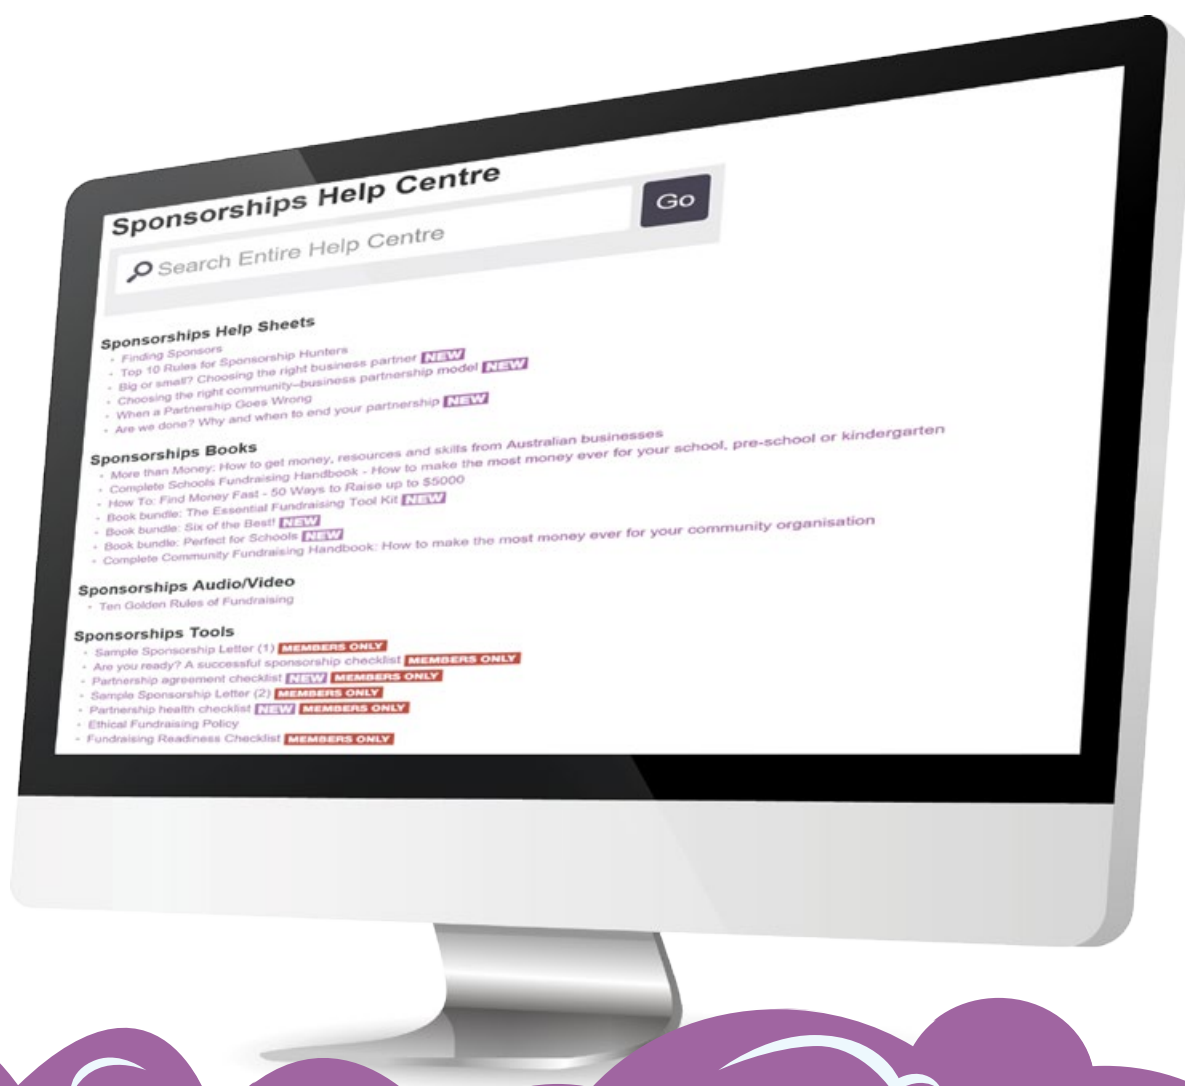 Sponsorships Help Centre
Search Entire Help Centre
Go
Sponsorships Help Sheets
Finding Sponsors
Top 10 Rules for Sponsorship Hunters
Big or small? Choosing the right business partner NEW
Choosing the right community–business partnership model NEW
When a Partnership Goes Wrong
Are we done? Why and when to end your partnership NEW
Sponsorships Books
More than Money: How to get money, resources and skills from Australian businesses
Complete Schools Fundraising Handbook - How to make the most money ever for your school, pre-school or kindergarten
How To: Find Money Fast - 50 Ways to Raise up to $5000
Book bundle: The Essential Fundraising Tool Kit NEW
Book bundle: Six of the Best! NEW
Book bundle: Perfect for Schools NEW
Complete Community Fundraising Handbook: How to make the most money ever for your community organisation
Sponsorships Audio/Video
Ten Golden Rules of Fundraising
Sponsorships Tools
Sample Sponsorship Letter (1) MEMBERS ONLY
Are you ready? A successful sponsorship checklist MEMBERS ONLY
Partnership agreement checklist NEW MEMBERS ONLY
Sample Sponsorship Letter (2) MEMBERS ONLY
Partnership health checklist NEW MEMBERS ONLY
Ethical Fundraising Policy
Fundraising Readiness Checklist MEMBERS ONLY